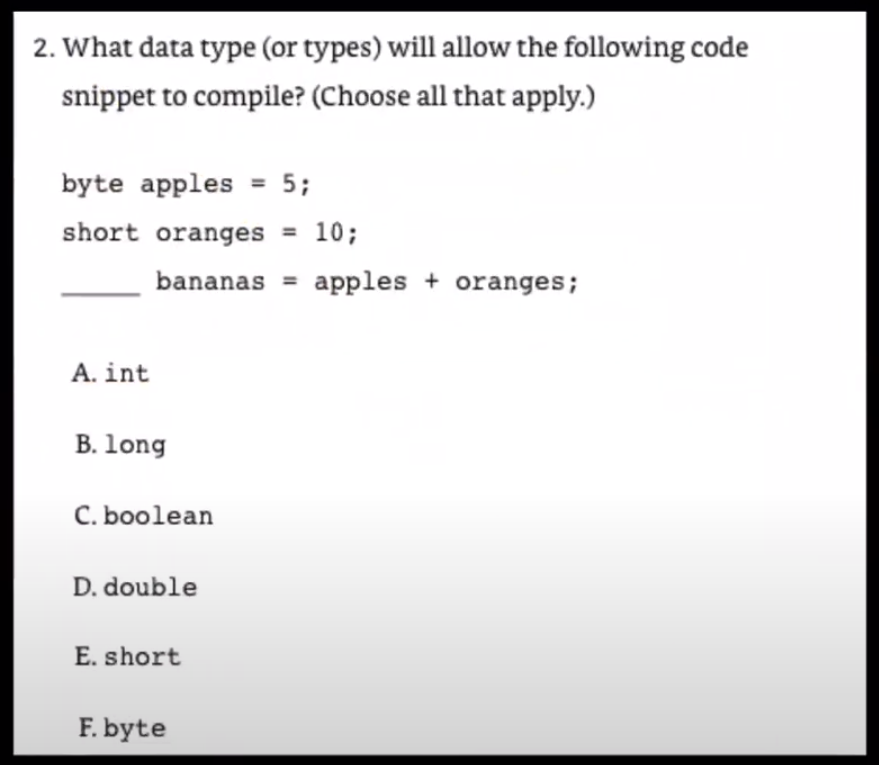 2. What data type (or types) will allow the following code
snippet to compile? (Choose all that apply.)
byte apples = 5;
short oranges = 10;
_____ bananas = apples + oranges;
A. int
B. long
C. boolean
D. double
E. short
F. byte